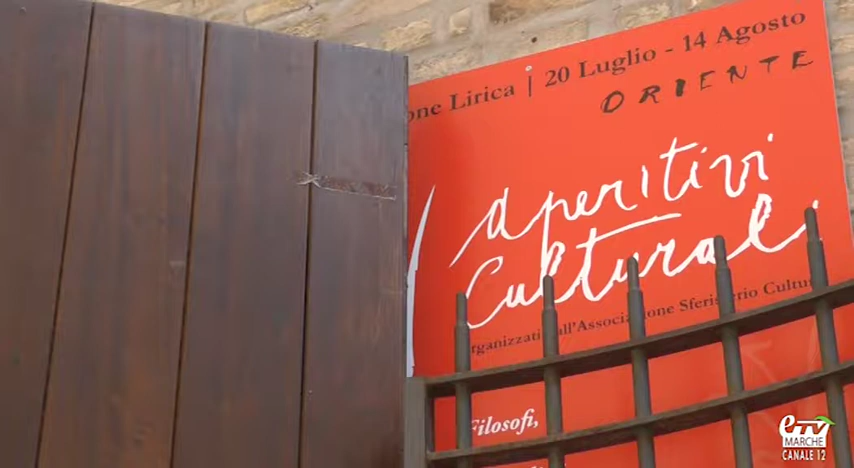 one Lirica | 20 Luglio - 14 Agosto
ORIENTE
aperitivi
Culturali
rganizzati all'Associazione Sferisterio Cultu
Filosofi,
etv
MARCHE
CANALE 12